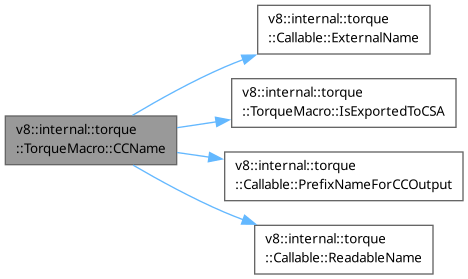 v8::internal::torque
::TorqueMacro::CCName
v8::internal::torque
::Callable::ExternalName
v8::internal::torque
::TorqueMacro::IsExportedToCSA
v8::internal::torque
::Callable::PrefixNameForCCOutput
v8::internal::torque
::Callable::ReadableName